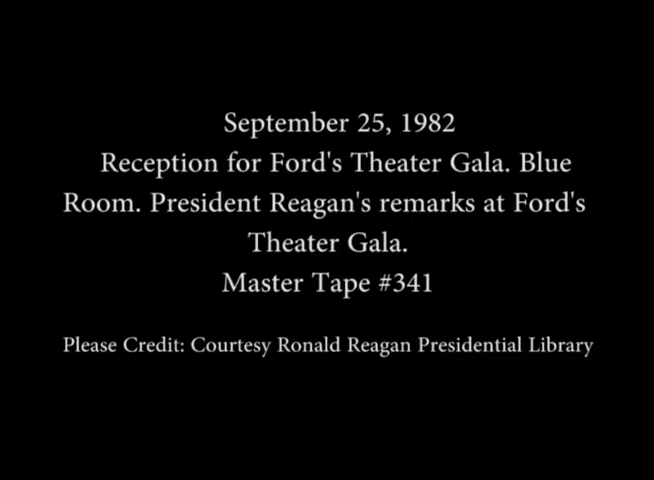 September 25, 1982
Reception for Ford's Theater Gala. Blue
Room. President Reagan's remarks at Ford's
Theater Gala.
Master Tape #341
Please Credit: Courtesy Ronald Reagan Presidential Library